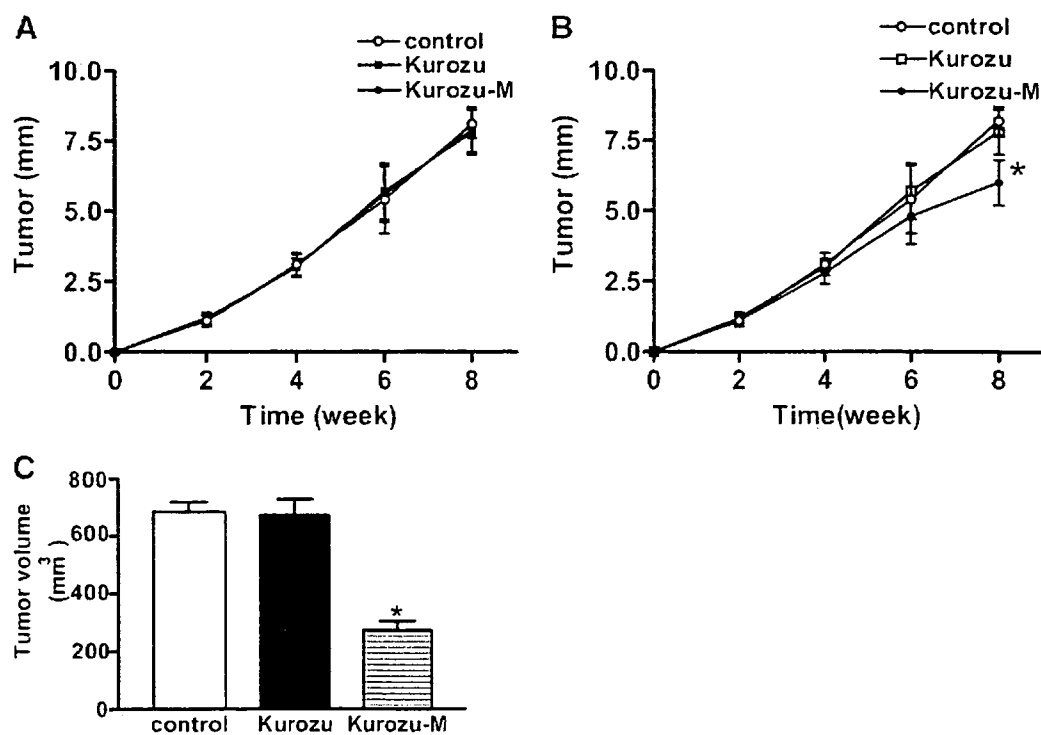 A
control
Kurozu
Kurozu-M
10.0
7.5
5.0
2.5
0.0
Tumor (mm)
0 2 4 6 8
Time (week)
B
control
Kurozu
Kurozu-M
10.0
7.5
5.0
2.5
0.0
Tumor (mm)
*
0 2 4 6 8
Time(week)
C
800
600
400
200
0
Tumor volume
(mm3)
*
control Kurozu Kurozu-M